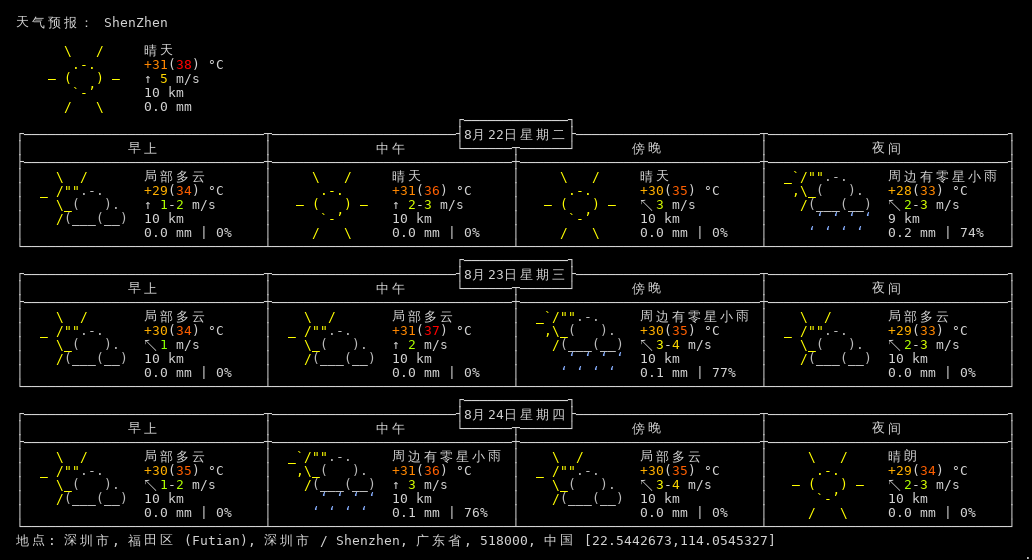 天气预报： ShenZhen
晴天
+31(38) °C
↑ 5 m/s
10 km
0.0 mm
8月22日星期二
早上 中午 傍晚 夜间
局部多云 晴天 晴天 周边有零星小雨
+29(34) °C +31(36) °C +30(35) °C +28(33) °C
↑ 1-2 m/s ↑ 2-3 m/s ↖ 3 m/s ↖ 2-3 m/s
10 km 10 km 10 km 9 km
0.0 mm | 0% 0.0 mm | 0% 0.0 mm | 0% 0.2 mm | 74%
8月23日星期三
早上 中午 傍晚 夜间
局部多云 局部多云 周边有零星小雨 局部多云
+30(34) °C +31(37) °C +30(35) °C +29(33) °C
↖ 1 m/s ↑ 2 m/s ↖ 3-4 m/s ↖ 2-3 m/s
10 km 10 km 10 km 10 km
0.0 mm | 0% 0.0 mm | 0% 0.1 mm | 77% 0.0 mm | 0%
8月24日星期四
早上 中午 傍晚 夜间
局部多云 周边有零星小雨 局部多云 晴朗
+30(35) °C +31(36) °C +30(35) °C +29(34) °C
↖ 1-2 m/s ↑ 3 m/s ↖ 3-4 m/s ↖ 2-3 m/s
10 km 10 km 10 km 10 km
0.0 mm | 0% 0.1 mm | 76% 0.0 mm | 0% 0.0 mm | 0%
地点: 深圳市, 福田区 (Futian), 深圳市 / Shenzhen, 广东省, 518000, 中国 [22.5442673,114.0545327]